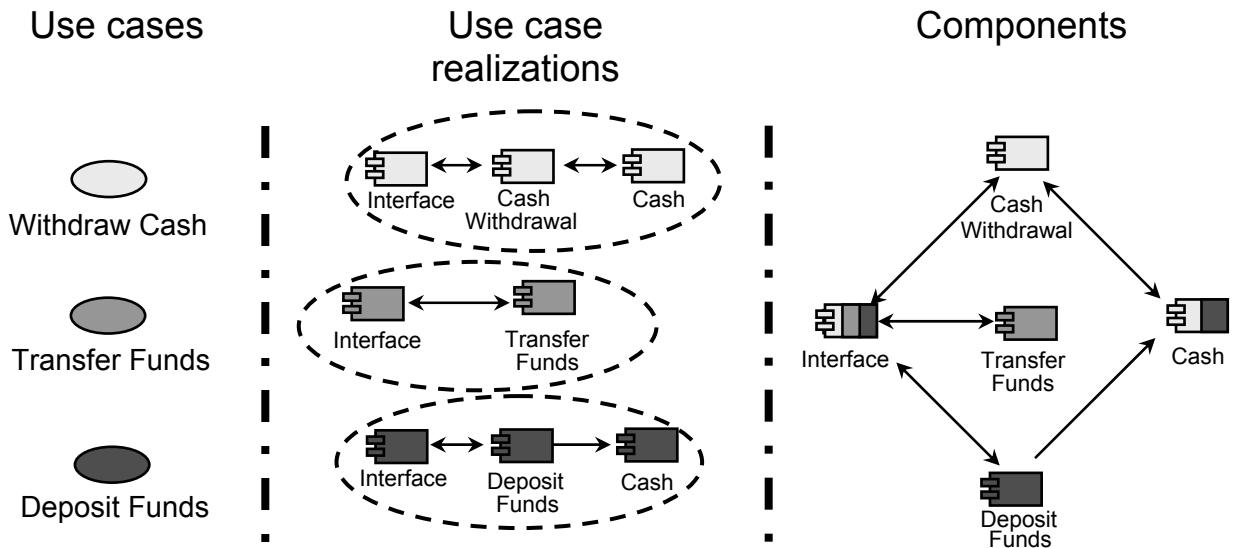 Use cases
Use case
realizations
Components
Withdraw Cash
Transfer Funds
Deposit Funds
Interface
Cash
Withdrawal
Cash
Interface
Transfer
Funds
Interface
Deposit
Funds
Cash
Cash
Withdrawal
Interface
Transfer
Funds
Cash
Deposit
Funds